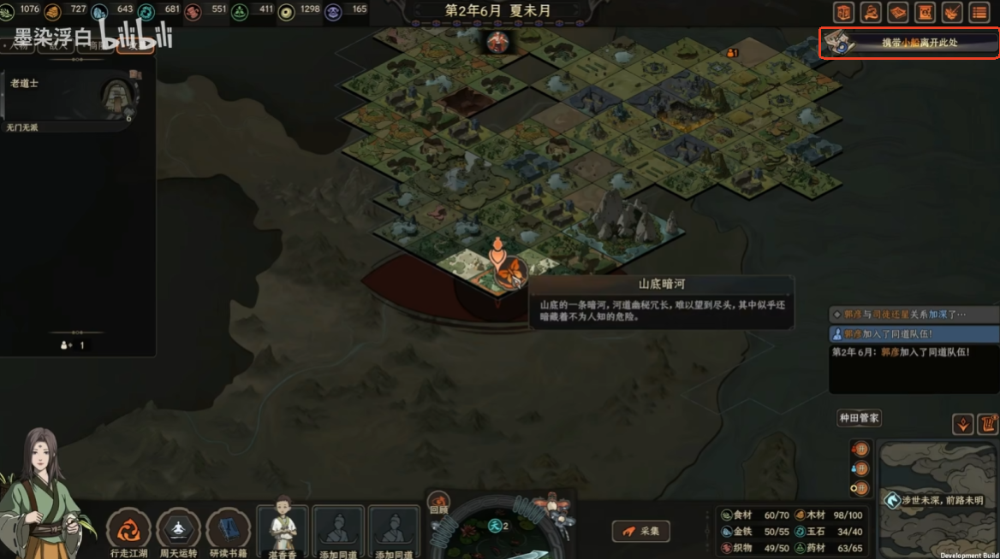 1076 727 643 681 551 411 1298 165
第2年6月 夏未月
墨染浮白 bilibili
携带小船离开此处
1
老道士
6
无门无派
1
山底暗河
山底的一条暗河，河道幽秘冗长，难以望到尽头，其中似乎还
暗藏着不为人知的危险。
郭彦与司徒还星关系加深了…
郭彦加入了同道队伍！
第2年6月：郭彦加入了同道队伍！
种田管家
开
开
开
涉世未深，前路未明
回顾
天 2
采集
食材 60/70 木材 98/100
金铁 50/55 玉石 34/40
织物 49/50 药材 63/65
行走江湖 周天运转 研读书籍 湛香香 添加同道 添加同道
Development Build